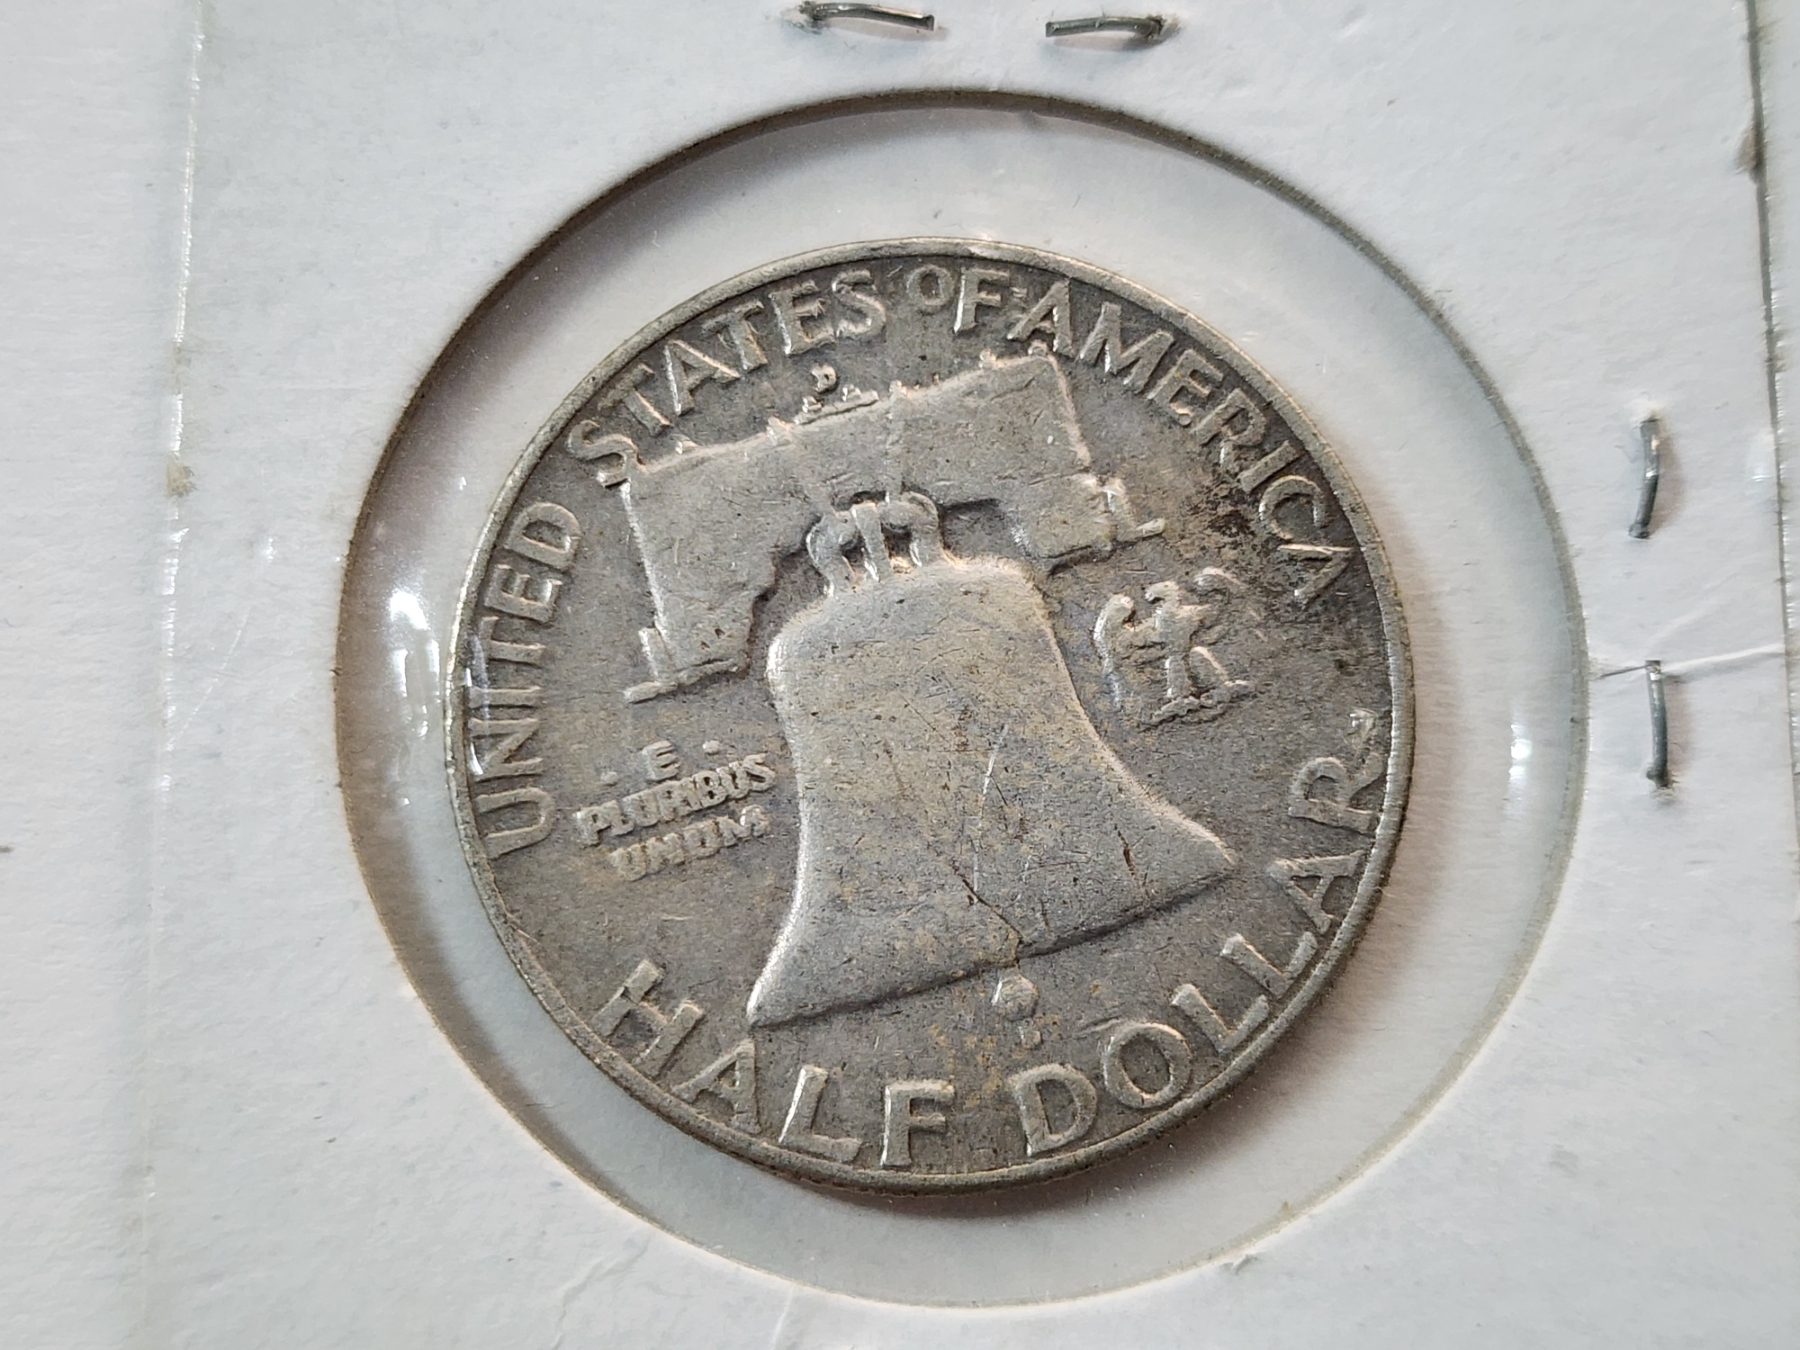 UNITED STATES OF AMERICA
D
· E ·
PLURIBUS
UNUM
HALF DOLLAR